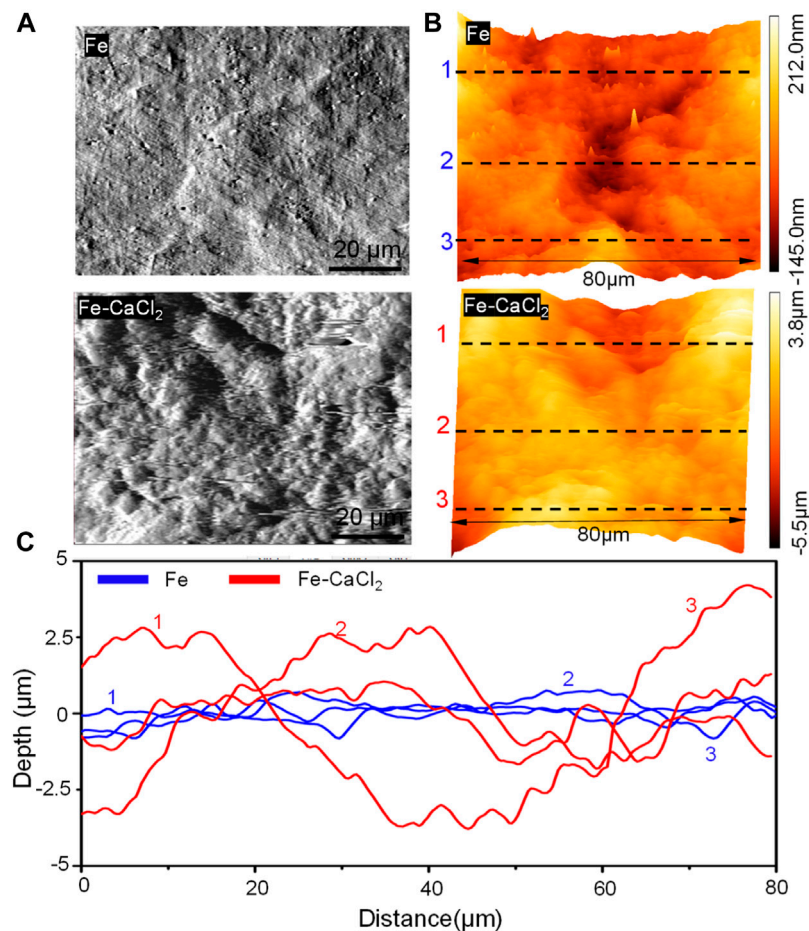 A
Fe
20 μm
Fe-CaCl₂
20 μm
B
Fe
1
2
3
80μm
212.0nm
-145.0nm
Fe-CaCl₂
1
2
3
80μm
3.8μm
-5.5μm
C
Fe
Fe-CaCl₂
Depth (μm)
5
2.5
0
-2.5
-5
1
2
3
1
2
3
0
20
40
60
80
Distance(μm)